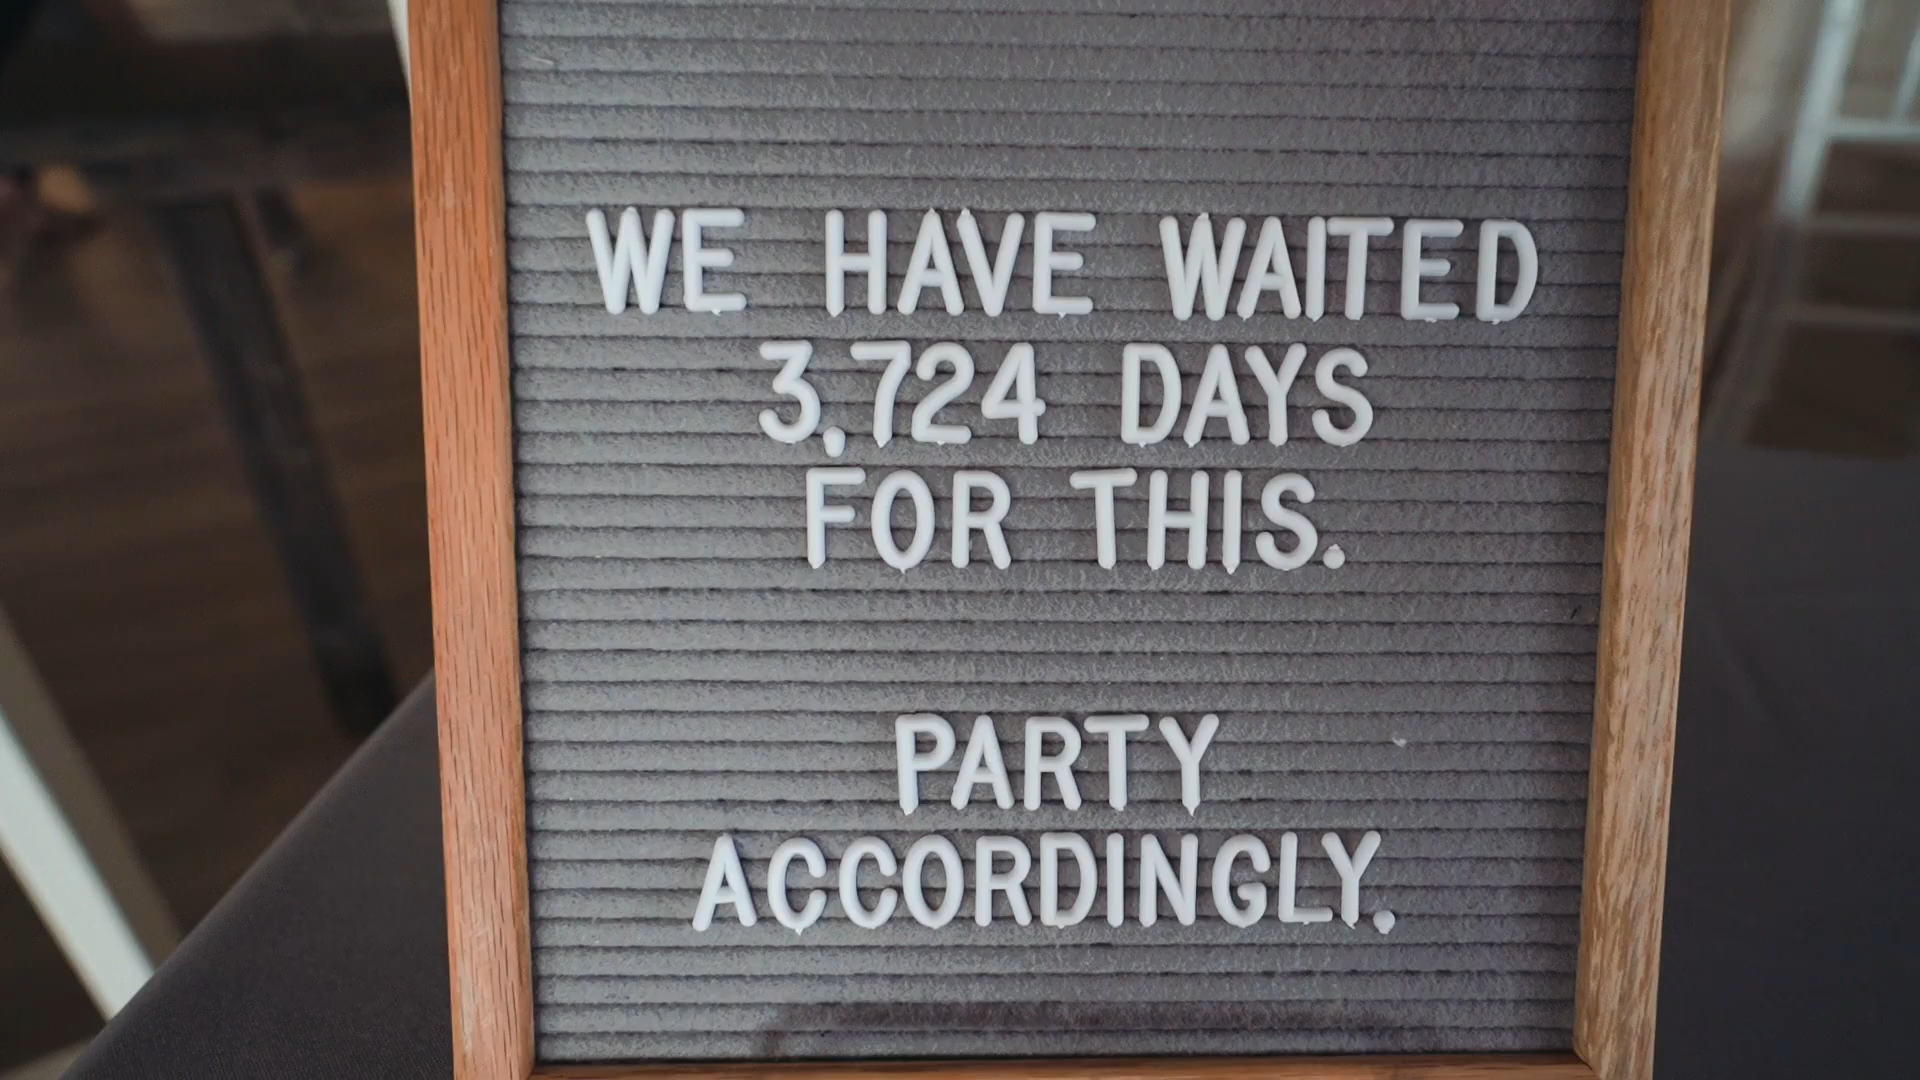 WE HAVE WAITED
3,724 DAYS
FOR THIS.
PARTY
ACCORDINGLY.